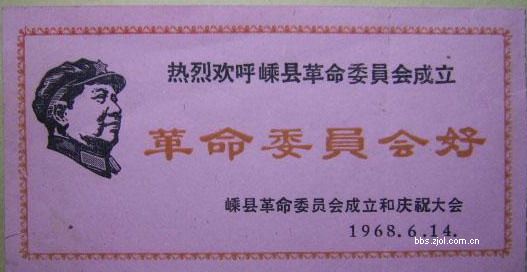 热烈欢呼嵊县革命委員会成立
革命委員会好
嵊县革命委员会成立和庆祝大会
1968.6.14.
bbs.zjol.com.cn